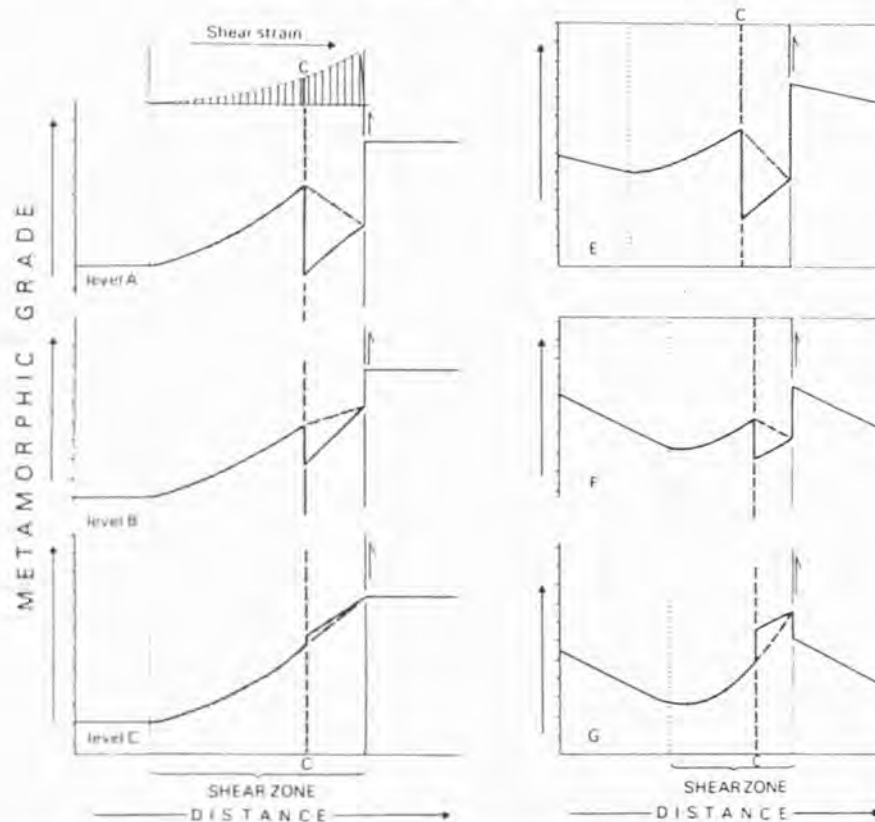 Shear strain
C
C
METAMORPHIC GRADE
level A
E
level B
F
level C
G
C
C
SHEAR ZONE
SHEAR ZONE
DISTANCE
DISTANCE